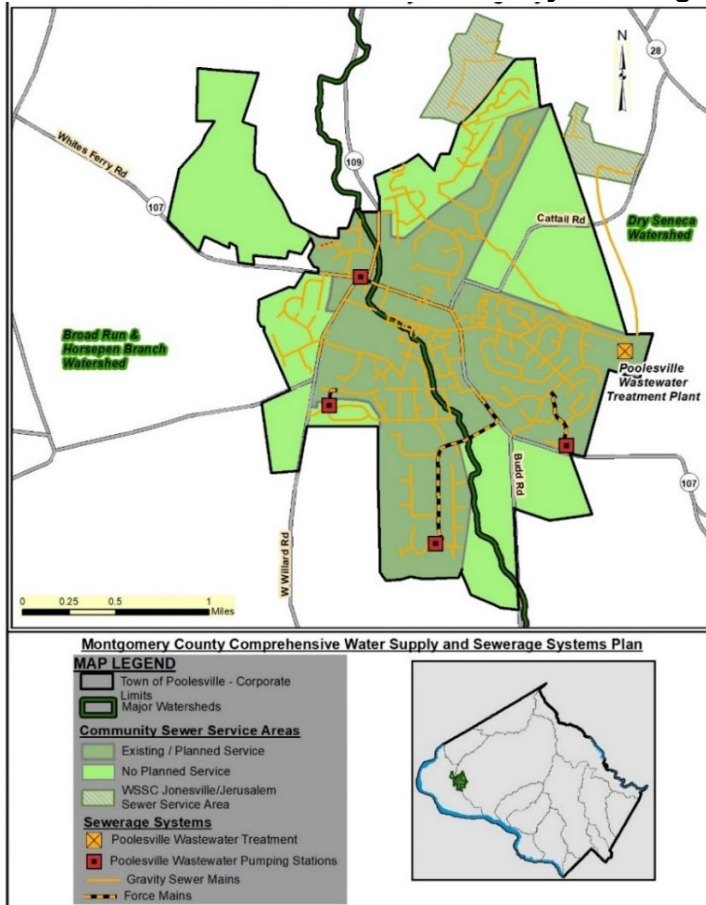 N
28
Whites Ferry Rd
109
107
Cattail Rd
Dry Seneca
Watershed
Broad Run &
Horsepen Branch
Watershed
Poolesville
Wastewater
Treatment Plant
Budd Rd
107
W Willard Rd
0 0.25 0.5 1
Miles
Montgomery County Comprehensive Water Supply and Sewerage Systems Plan
MAP LEGEND
Town of Poolesville - Corporate
Limits
Major Watersheds
Community Sewer Service Areas
Existing / Planned Service
No Planned Service
WSSC Jonesville/Jerusalem
Sewer Service Area
Sewerage Systems
Poolesville Wastewater Treatment
Poolesville Wastewater Pumping Stations
Gravity Sewer Mains
Force Mains